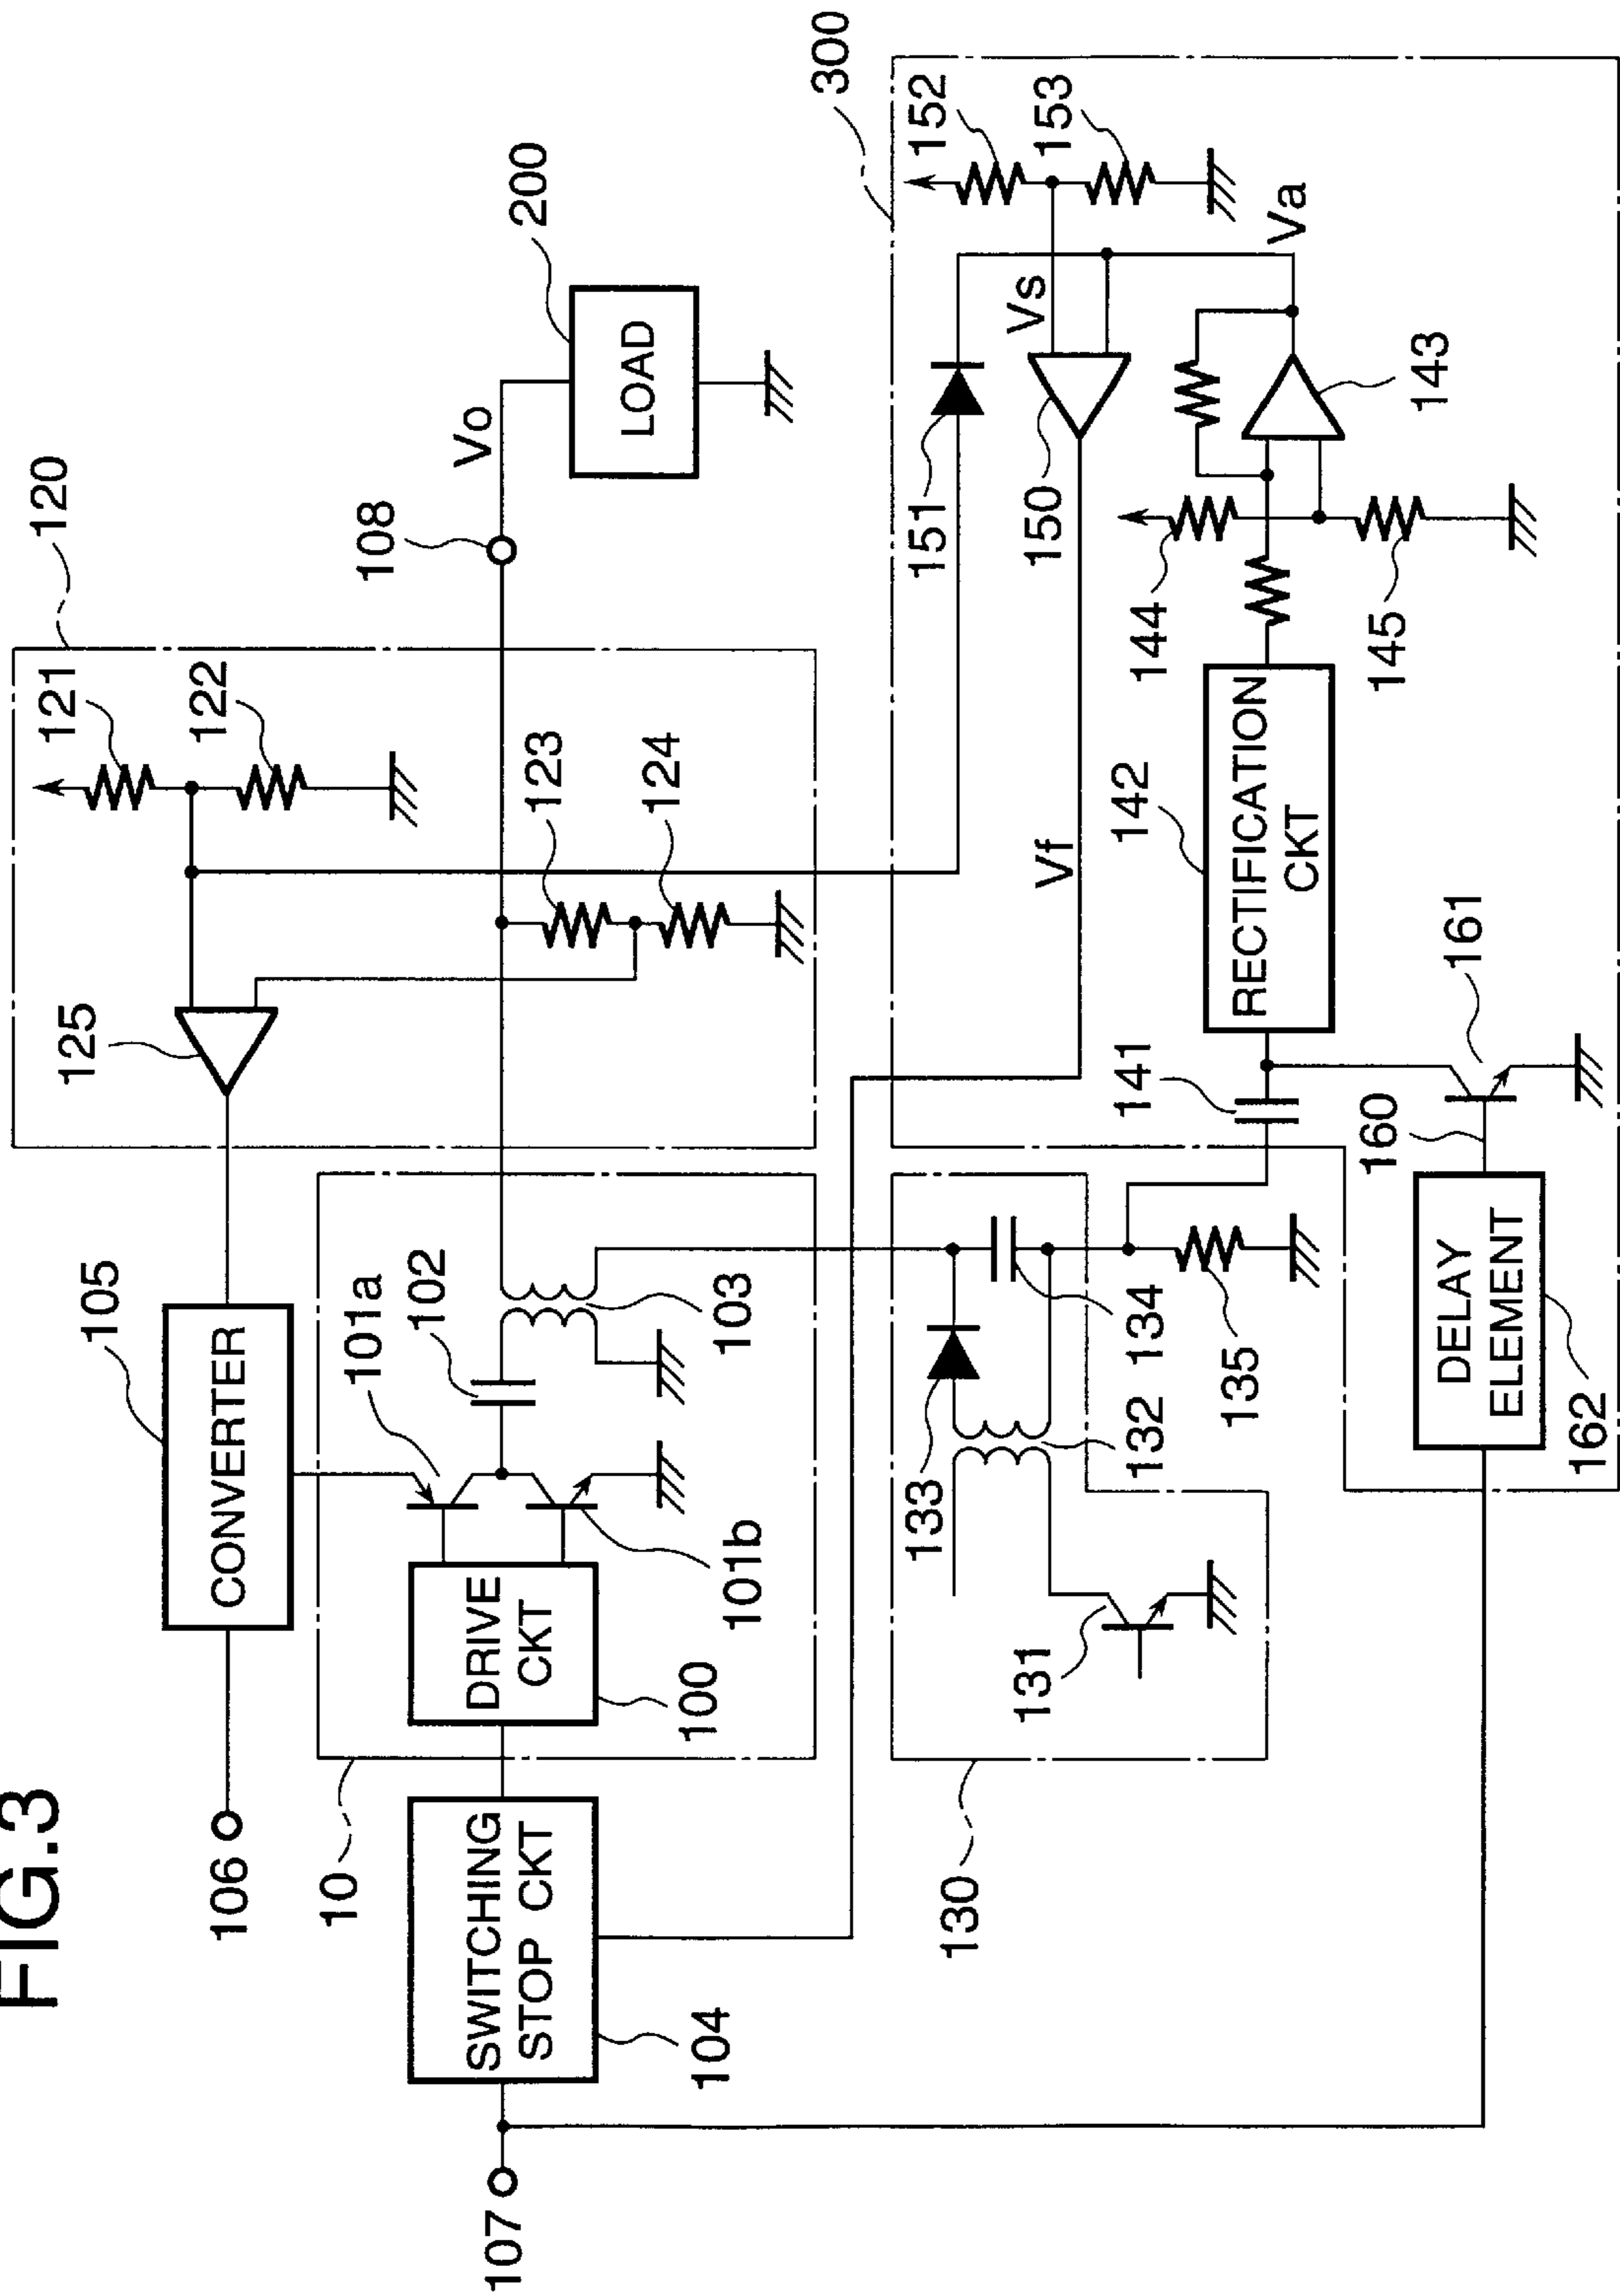 FIG.3
120
121
122
106
105
CONVERTER
125
10
101a
102
108
Vo
200
LOAD
123
124
107
SWITCHING
STOP CKT
104
DRIVE
CKT
100
101b
103
300
152
153
151
Vs
150
Vf
Va
130
131
133
132
134
135
141
142
RECTIFICATION
CKT
144
145
143
160
161
DELAY
ELEMENT
162